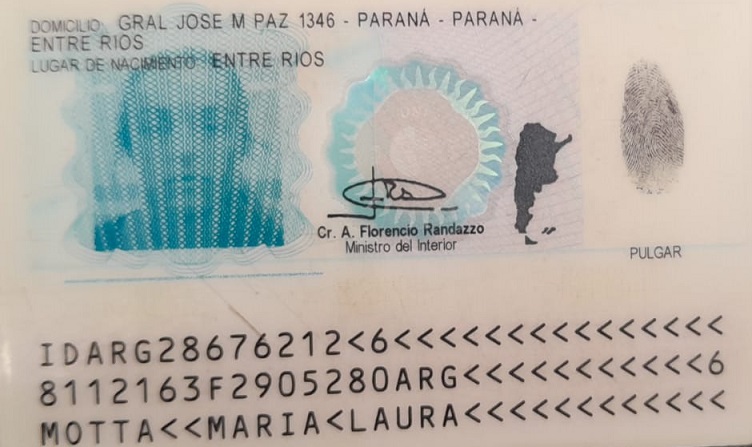 DOMICILIO: GRAL JOSE M PAZ 1346 - PARANÁ - PARANÁ -
ENTRE RIOS
LUGAR DE NACIMIENTO: ENTRE RIOS
Cr. A. Florencio Randazzo
Ministro del Interior
PULGAR
IDARG28676212<6<<<<<<<<<<<<<<<
8112163F2905280ARG<<<<<<<<<<<6
MOTTA<<MARIA<LAURA<<<<<<<<<<<<